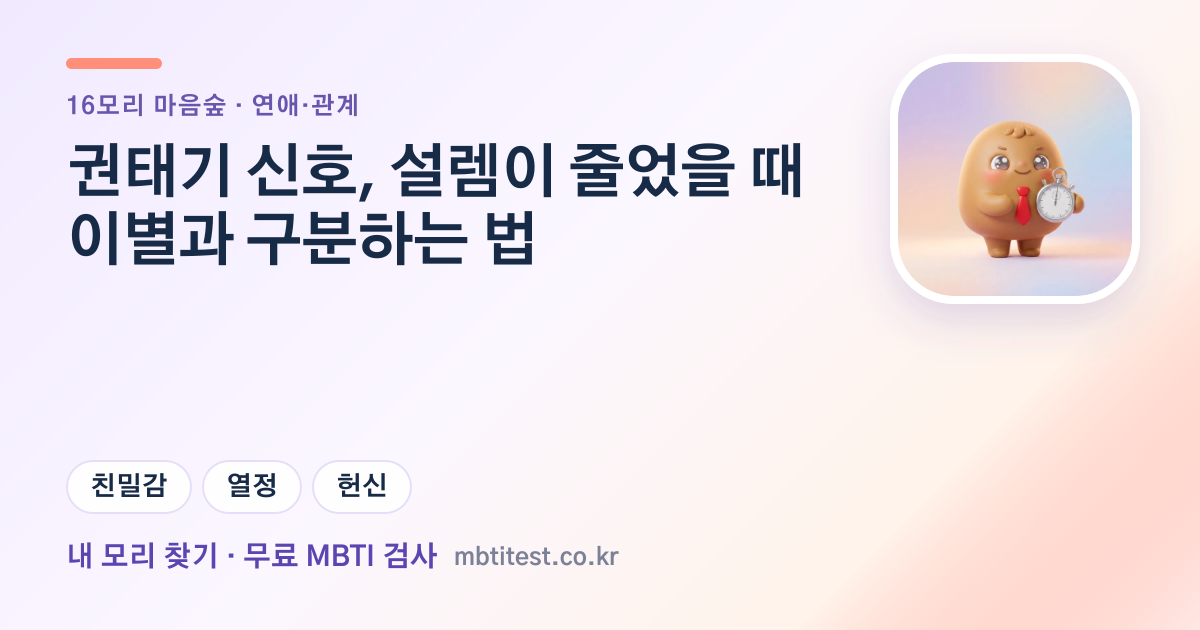 16모리 마음숲 · 연애·관계
권태기 신호, 설렘이 줄었을 때
이별과 구분하는 법
친밀감 열정 헌신
내 모리 찾기 · 무료 MBTI 검사 mbtitest.co.kr